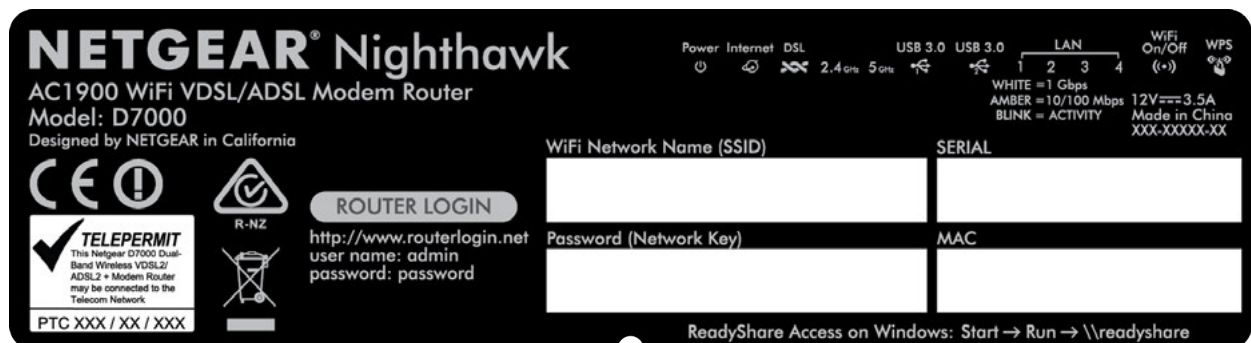 NETGEAR® Nighthawk
AC1900 WiFi VDSL/ADSL Modem Router
Model: D7000
Designed by NETGEAR in California
R-NZ
TELEPERMIT
This Netgear D7000 Dual-
Band Wireless VDSL2/
ADSL2 + Modem Router
may be connected to the
Telecom Network
PTC XXX / XX / XXX
ROUTER LOGIN
http://www.routerlogin.net
user name: admin
password: password
Power Internet DSL 2.4 GHz 5 GHz USB 3.0 USB 3.0 LAN WiFi On/Off WPS
1 2 3 4
WHITE = 1 Gbps
AMBER = 10/100 Mbps
BLINK = ACTIVITY
12V⎓3.5A
Made in China
XXX-XXXXX-XX
WiFi Network Name (SSID)
SERIAL
Password (Network Key)
MAC
ReadyShare Access on Windows: Start → Run → \\readyshare